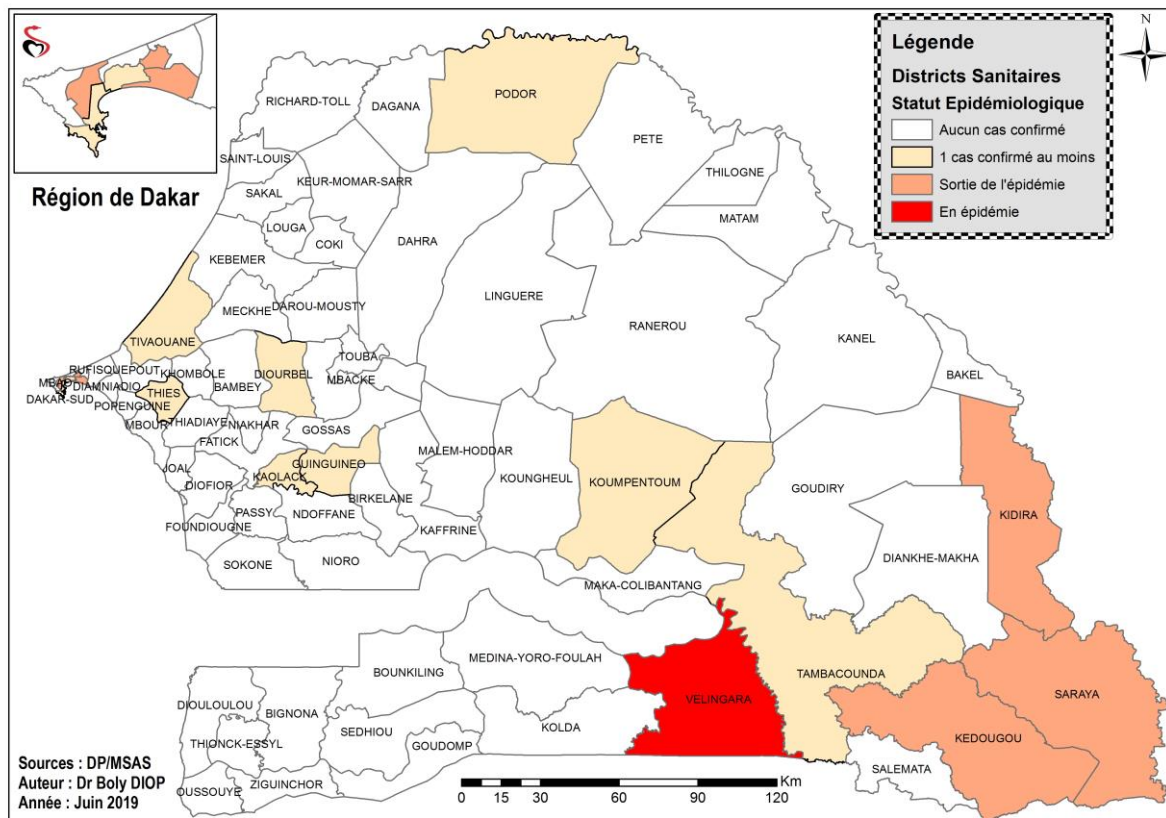 N
Légende
Districts Sanitaires
Statut Epidémiologique
Aucun cas confirmé
1 cas confirmé au moins
Sortie de l'épidémie
En épidémie
Région de Dakar
RICHARD-TOLL
DAGANA
PODOR
PETE
SAINT-LOUIS
THILOGNE
KEUR-MOMAR-SARR
SAKAL
MATAM
LOUGA
COKI
DAHRA
KEBEMER
LINGUERE
MECKHE
DAROU-MOUSTY
RANEROU
KANEL
TIVAOUANE
TOUBA
RUFISQUE
POUT
KHOMBOLE
DIOURBEL
BAKEL
MBAO
DIAMNIADIO
THIES
BAMBEY
MBACKE
DAKAR-SUD
POPENGUINE
MBOUR
THIADIAYE
NIAKHAR
GOSSAS
FATICK
MALEM-HODDAR
JOAL
GUINGUINEO
KOUNGHEUL
KOUMPENTOUM
GOUDIRY
KAOLACK
DIOFIOR
BIRKELANE
KIDIRA
PASSY
NDOFFANE
FOUNDIOUGNE
KAFFRINE
DIANKHE-MAKHA
SOKONE
NIORO
MAKA-COLIBANTANG
MEDINA-YORO-FOULAH
BOUNKILING
TAMBACOUNDA
SARAYA
DIOULOULOU
BIGNONA
VELINGARA
SEDHIOU
KOLDA
KEDOUGOU
THIONCK-ESSYL
GOUDOMP
SALEMATA
ZIGUINCHOR
OUSSOUYE
Sources : DP/MSAS
Auteur : Dr Boly DIOP
Année : Juin 2019
Km
0 15 30 60 90 120